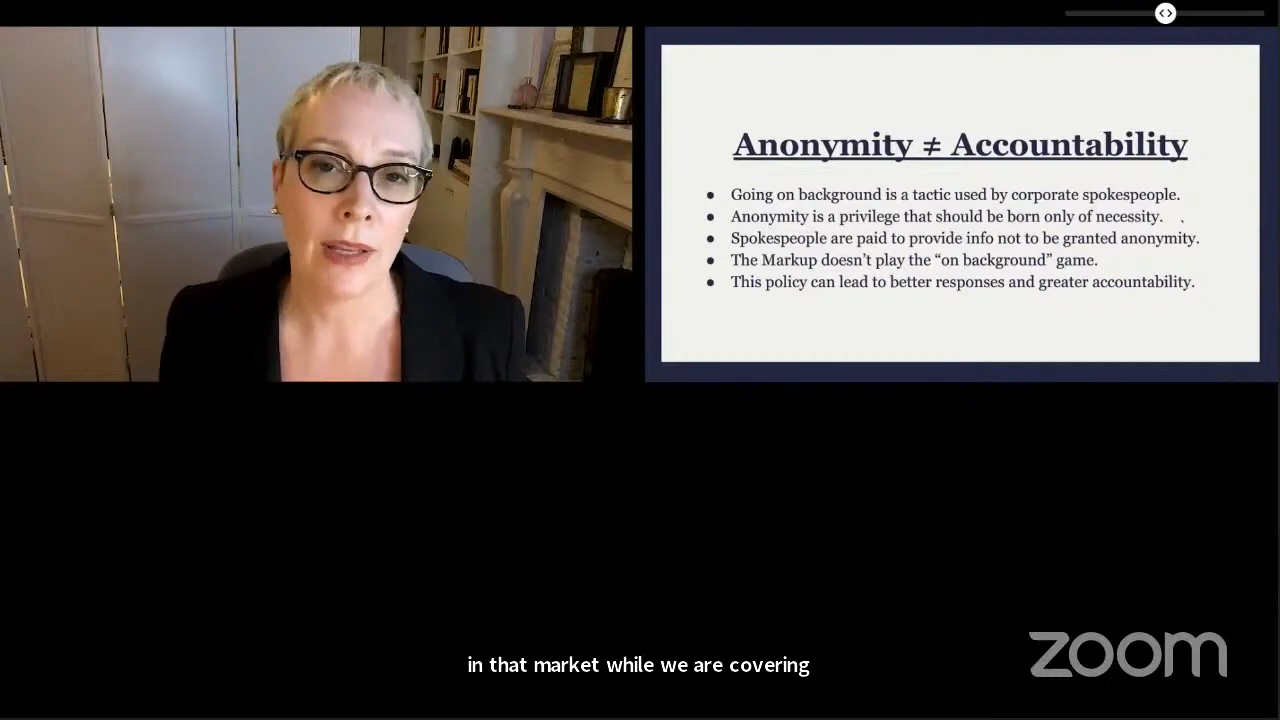 Anonymity ≠ Accountability
● Going on background is a tactic used by corporate spokespeople.
● Anonymity is a privilege that should be born only of necessity.
● Spokespeople are paid to provide info not to be granted anonymity.
● The Markup doesn’t play the “on background” game.
● This policy can lead to better responses and greater accountability.
in that market while we are covering
zoom